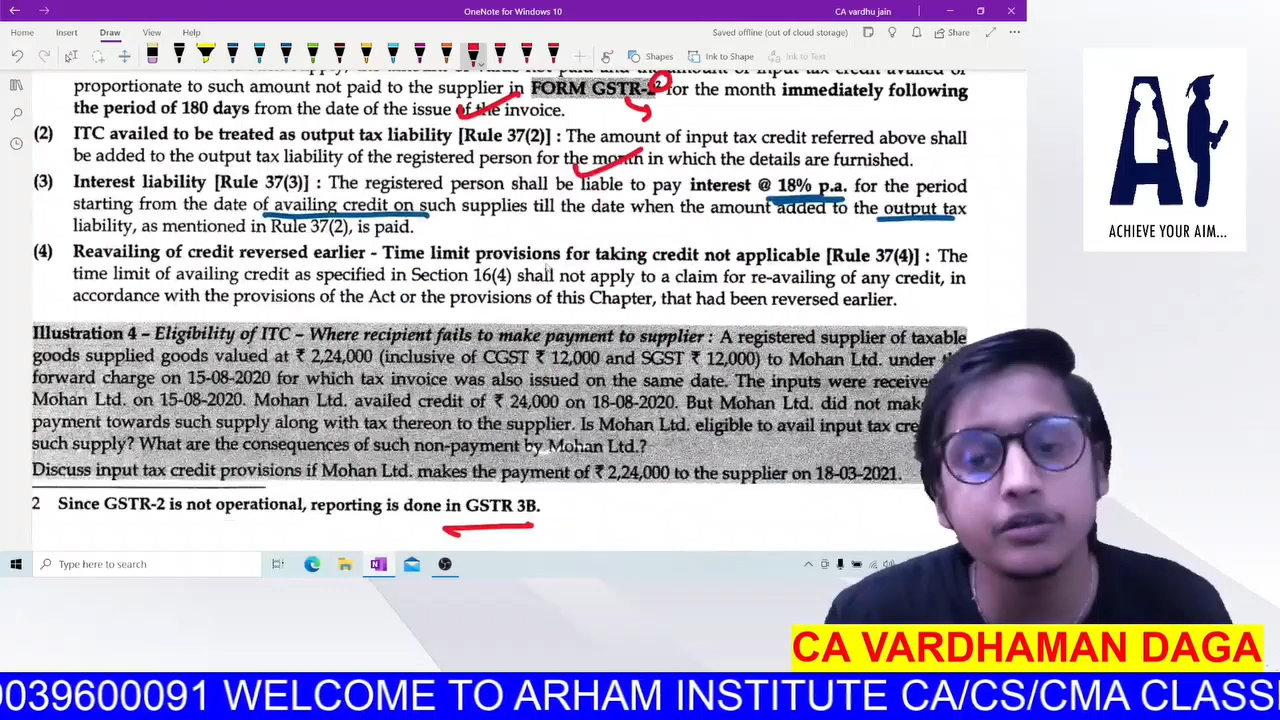 OneNote for Windows 10
CA vardhu jain
Home Insert Draw View Help
Saved offline (out of cloud storage)
Share
Shapes
Ink to Shape
Ink to Text
proportionate to such amount not paid to the supplier in FORM GSTR- for the month immediately following
the period of 180 days from the date of the issue of the invoice.
(2) ITC availed to be treated as output tax liability [Rule 37(2)] : The amount of input tax credit referred above shall
be added to the output tax liability of the registered person for the month in which the details are furnished.
(3) Interest liability [Rule 37(3)] : The registered person shall be liable to pay interest @ 18% p.a. for the period
starting from the date of availing credit on such supplies till the date when the amount added to the output tax
liability, as mentioned in Rule 37(2), is paid.
(4) Reavailing of credit reversed earlier - Time limit provisions for taking credit not applicable [Rule 37(4)] : The
time limit of availing credit as specified in Section 16(4) shall not apply to a claim for re-availing of any credit, in
accordance with the provisions of the Act or the provisions of this Chapter, that had been reversed earlier.
Illustration 4 – Eligibility of ITC – Where recipient fails to make payment to supplier : A registered supplier of taxable
goods supplied goods valued at ₹ 2,24,000 (inclusive of CGST ₹ 12,000 and SGST ₹ 12,000) to Mohan Ltd. under
forward charge on 15-08-2020 for which tax invoice was also issued on the same date. The inputs were receive
Mohan Ltd. on 15-08-2020. Mohan Ltd. availed credit of ₹ 24,000 on 18-08-2020. But Mohan Ltd. did not mak
payment towards such supply along with tax thereon to the supplier. Is Mohan Ltd. eligible to avail input tax cre
such supply? What are the consequences of such non-payment by Mohan Ltd.?
Discuss input tax credit provisions if Mohan Ltd. makes the payment of ₹ 2,24,000 to the supplier on 18-03-2021.
2 Since GSTR-2 is not operational, reporting is done in GSTR 3B.
Type here to search
AI
ACHIEVE YOUR AIM...
CA VARDHAMAN DAGA
9039600091 WELCOME TO ARHAM INSTITUTE CA/CS/CMA CLASS